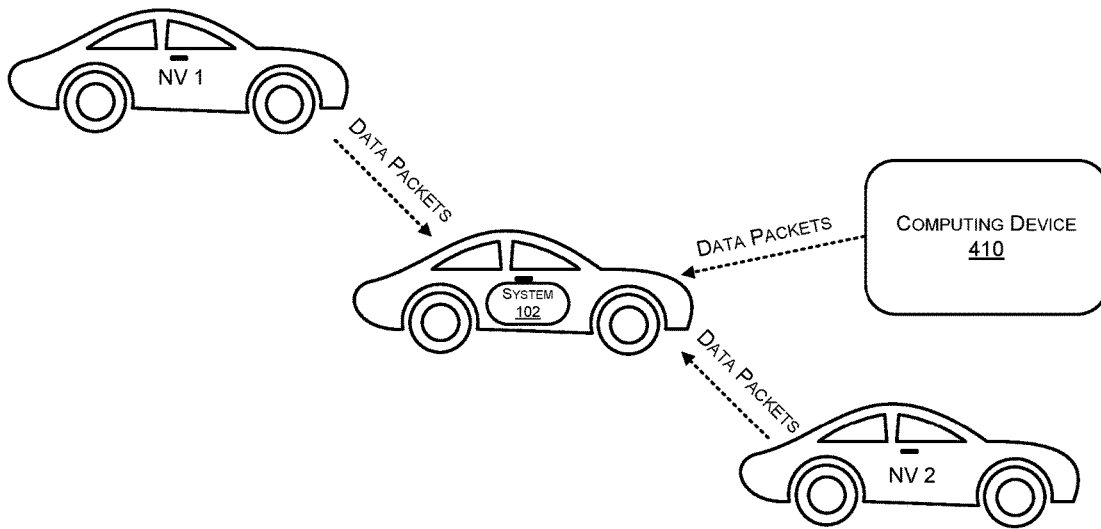 NV 1
DATA PACKETS
DATA PACKETS
COMPUTING DEVICE
410
SYSTEM
102
DATA PACKETS
NV 2